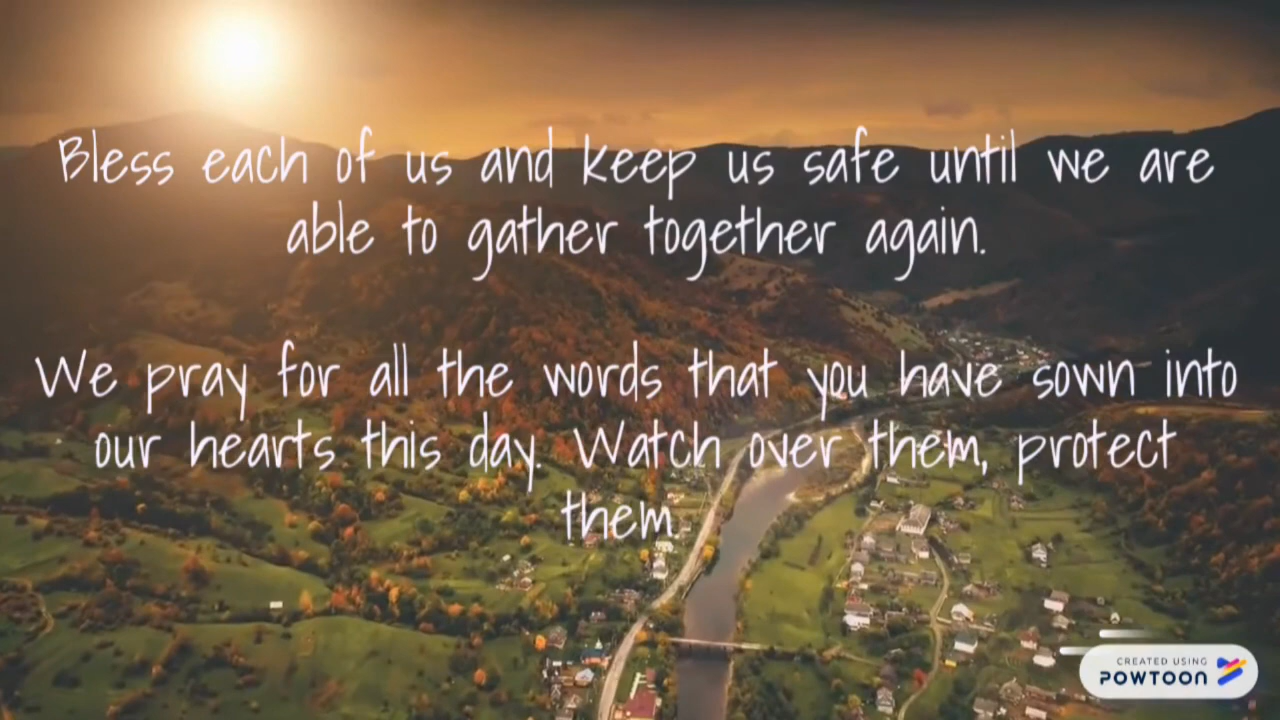 Bless each of us and keep us safe until we are
able to gather together again.
We pray for all the words that you have sown into
our hearts this day. Watch over them, protect
them.
CREATED USING
POWTOON